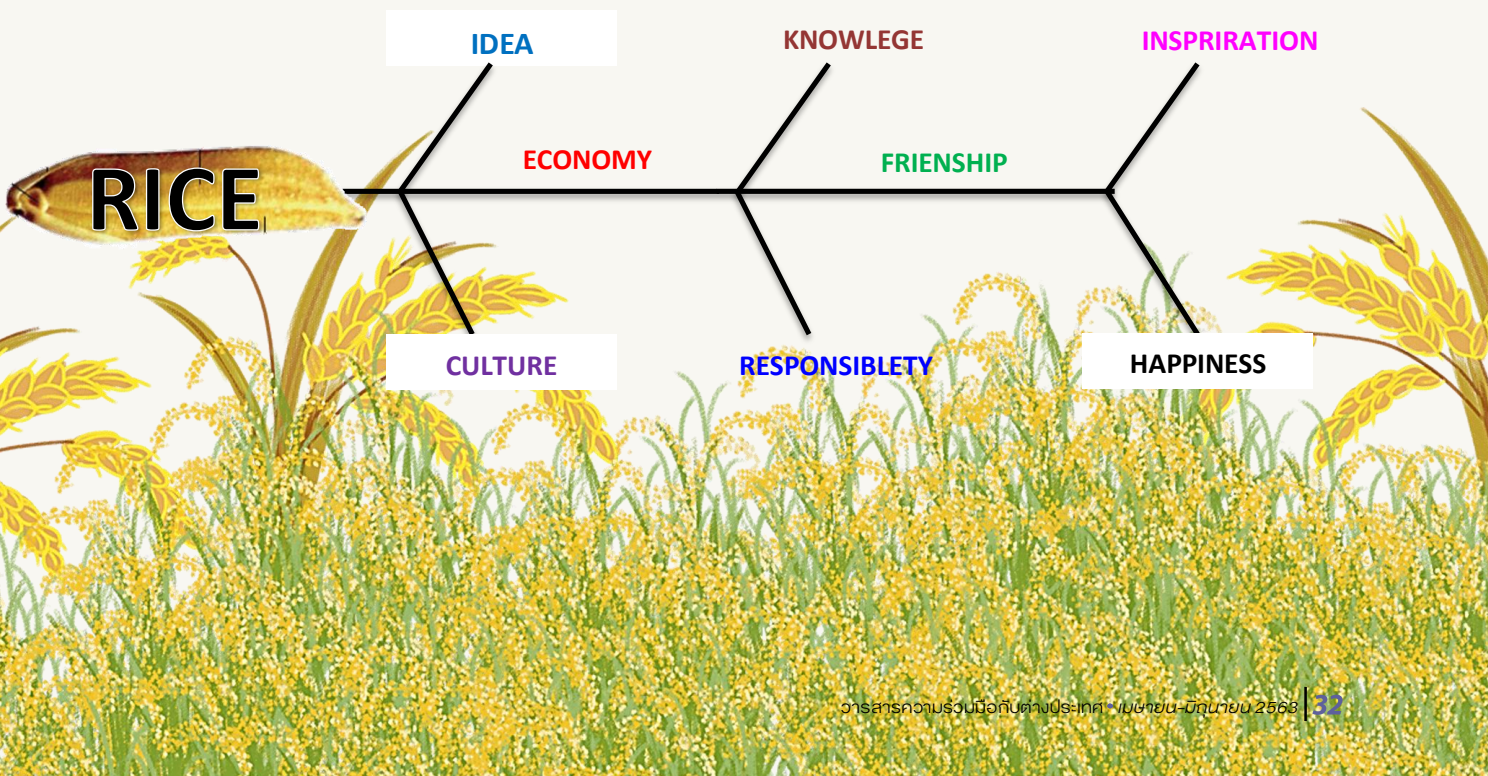 IDEA
KNOWLEGE
INSPRIRATION
ECONOMY
FRIENSHIP
RICE
CULTURE
RESPONSIBLETY
HAPPINESS
วารสารความร่วมมือกับต่างประเทศ • เมษายน-มิถุนายน 2563 | 32